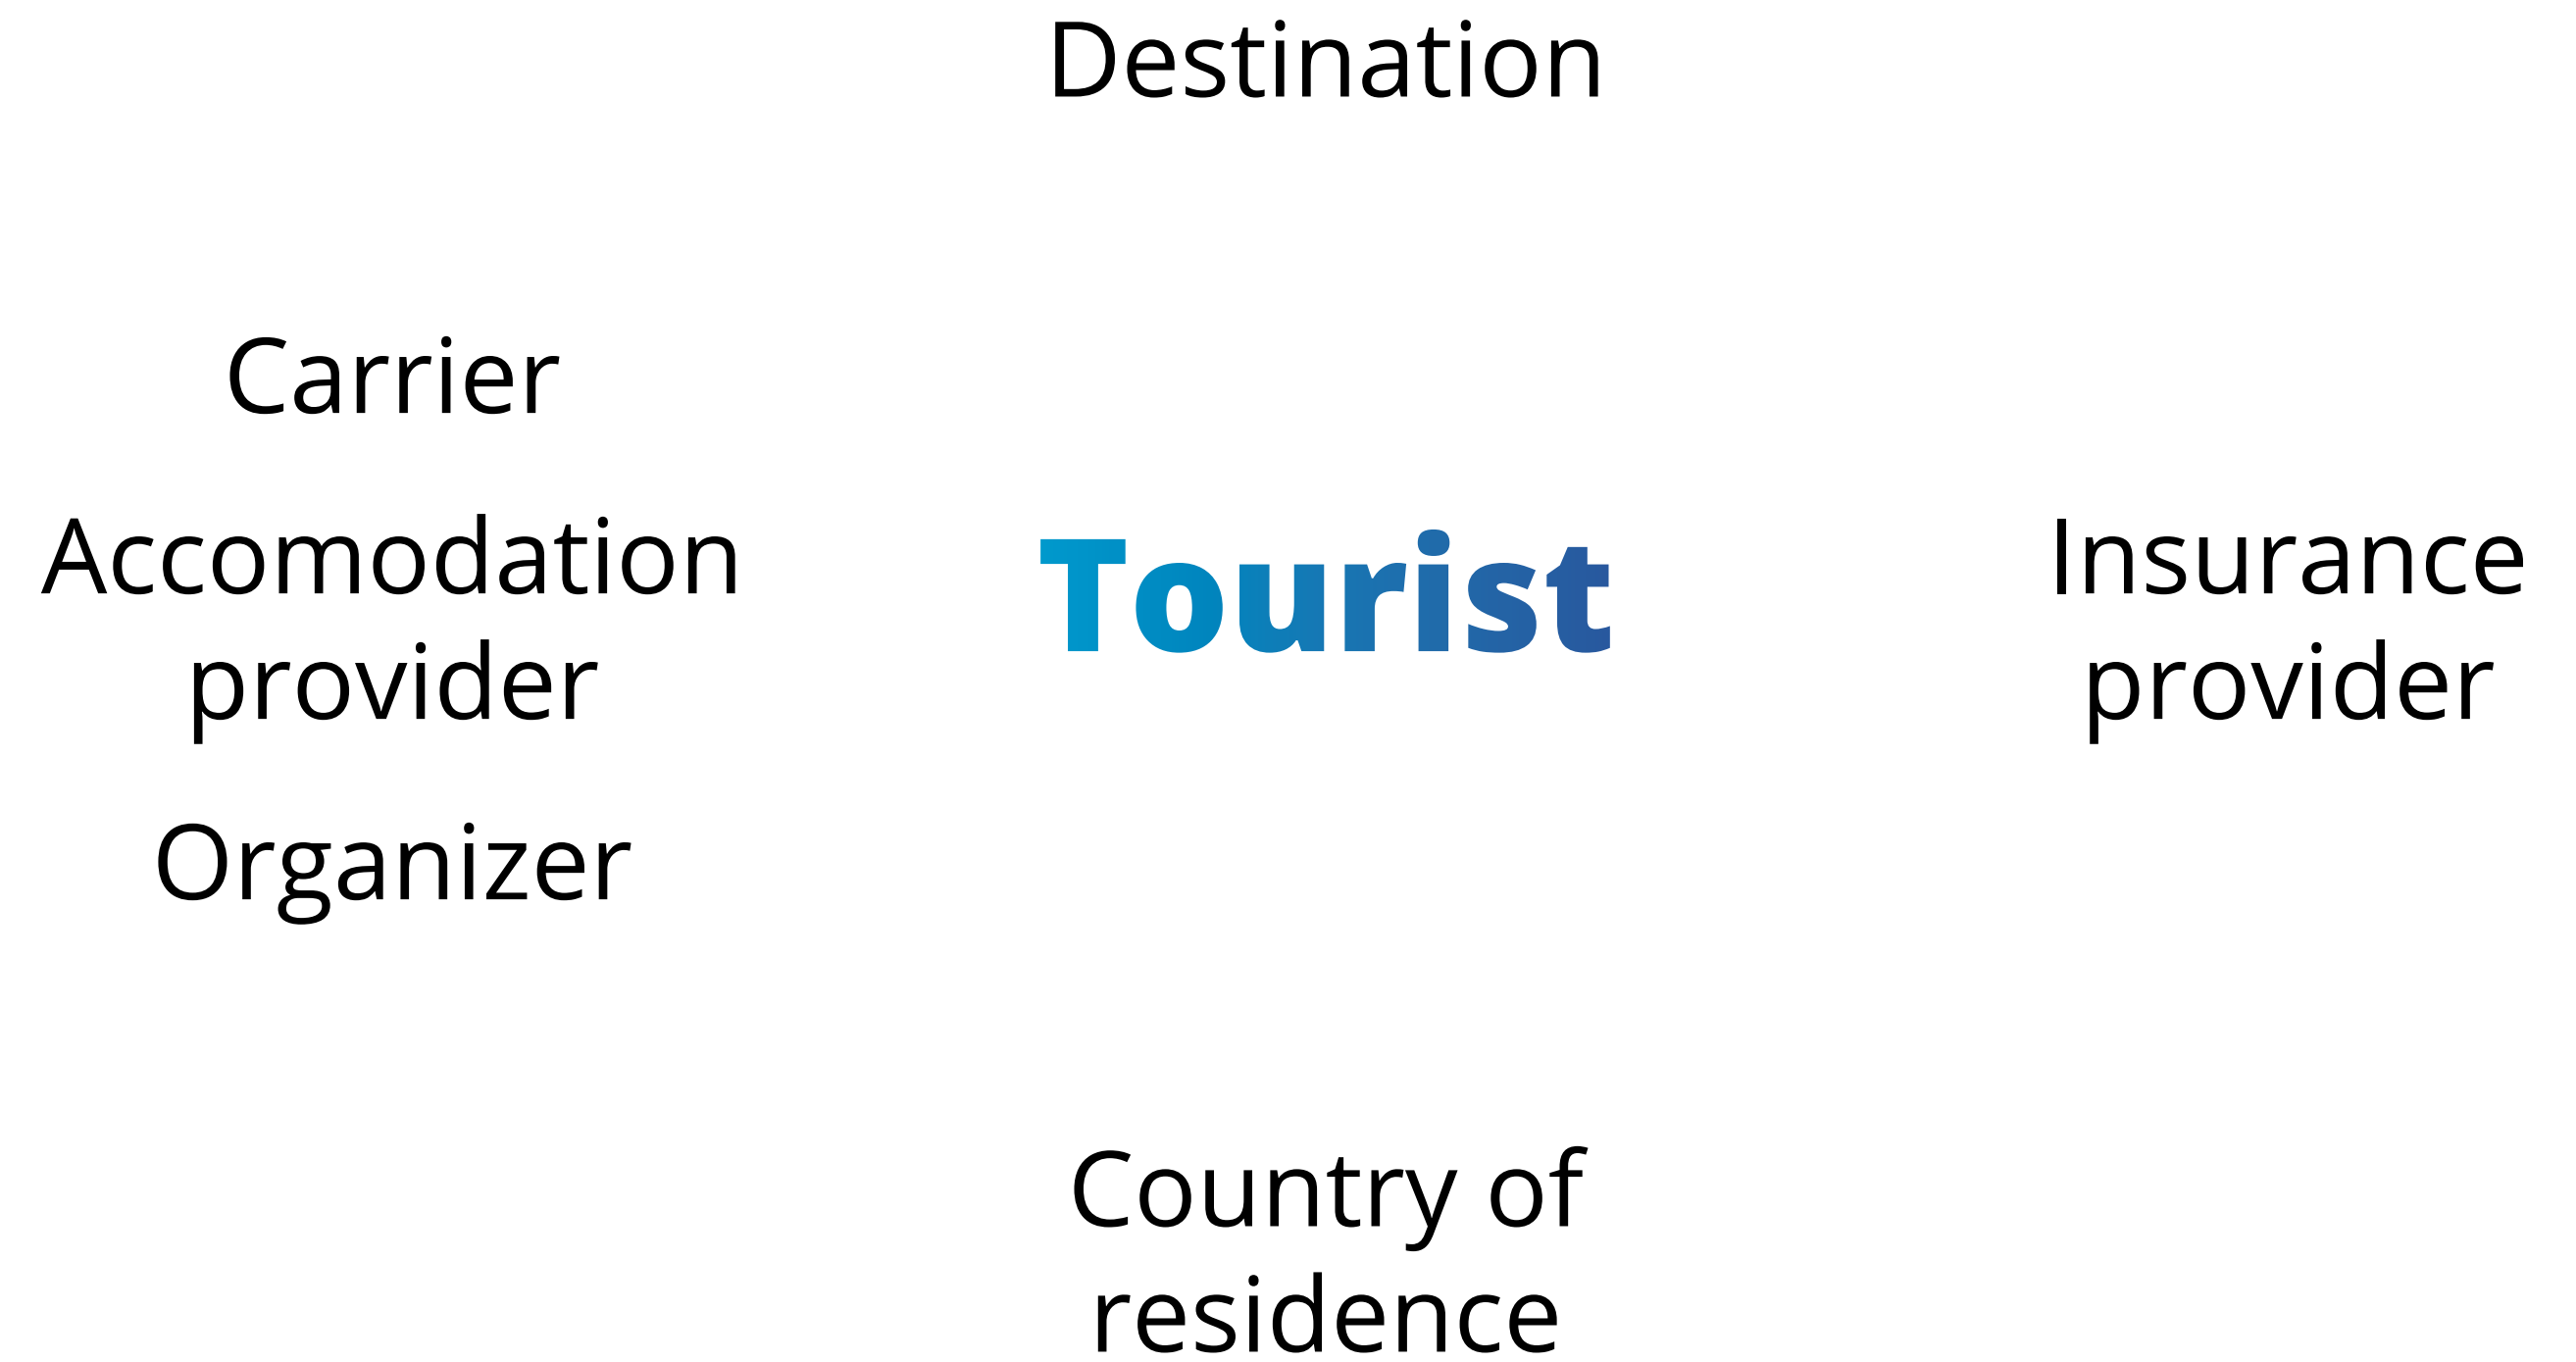 Destination
Carrier
Accomodation
provider
Organizer
Tourist
Insurance
provider
Country of
residence